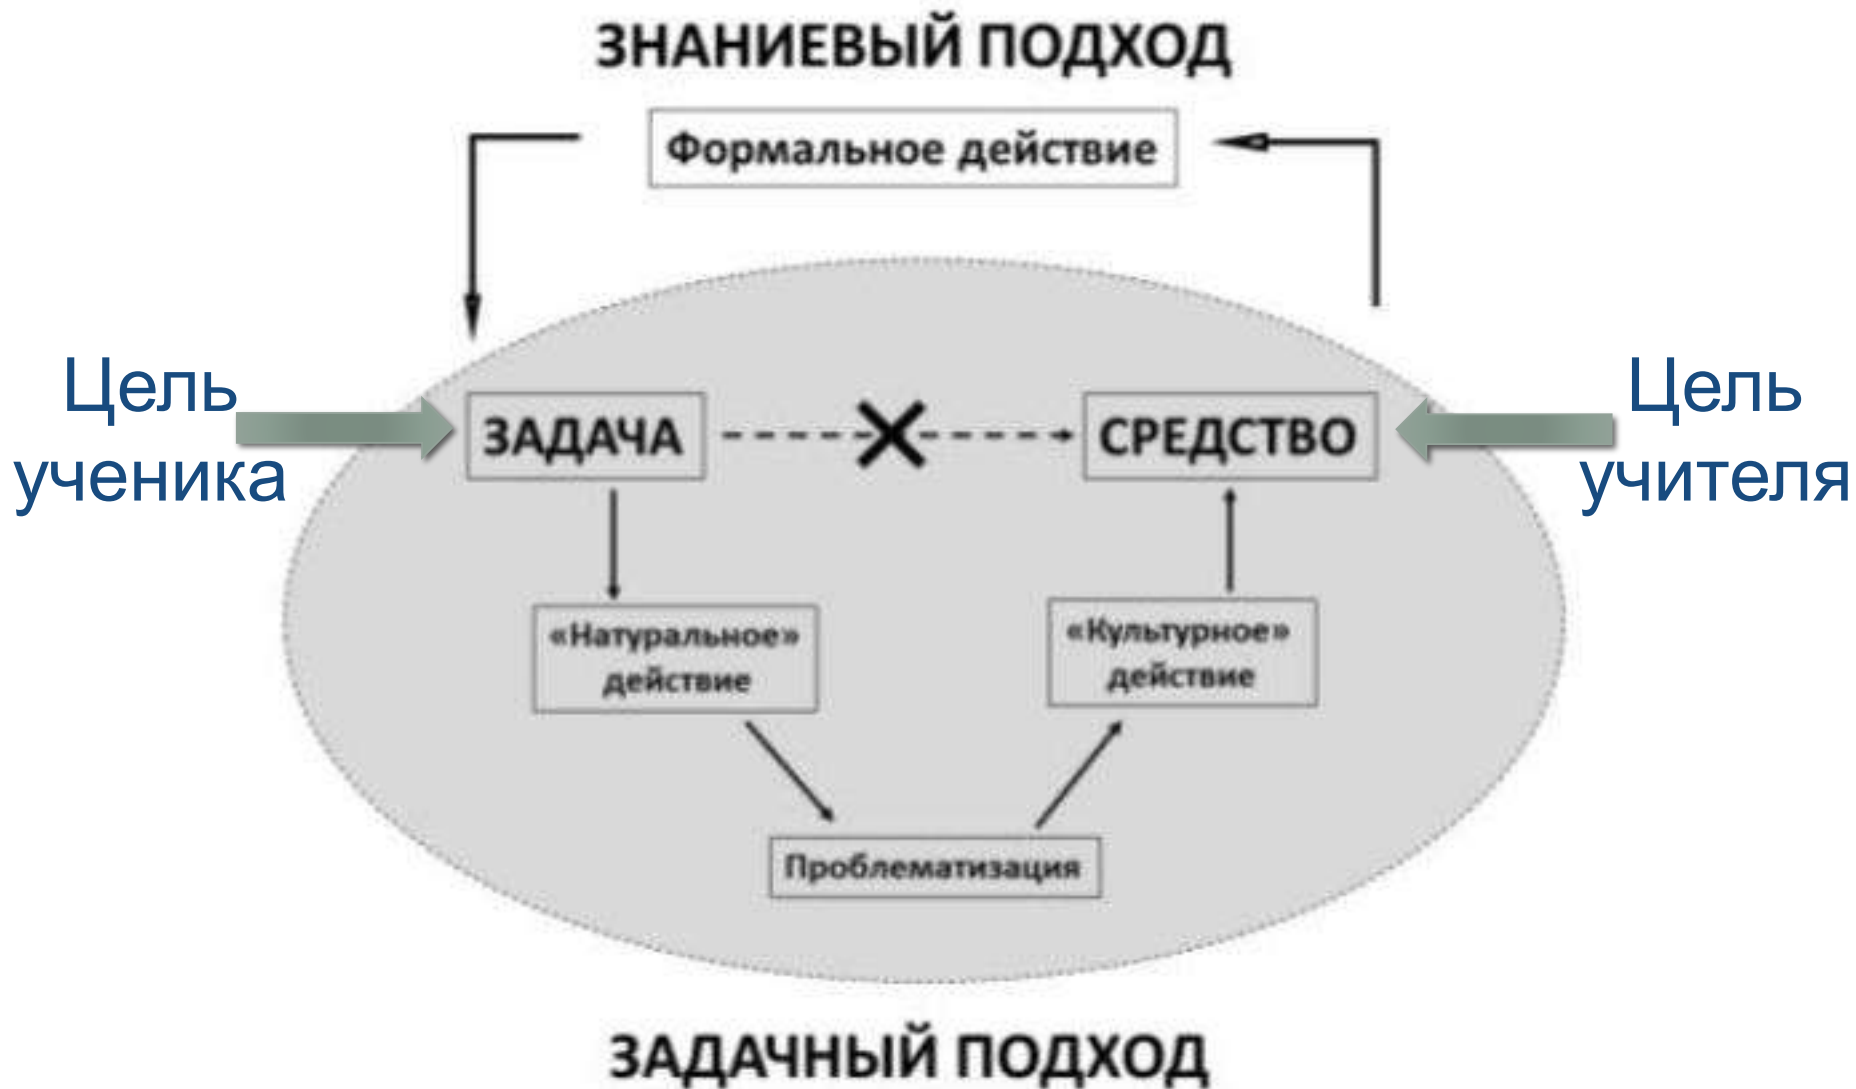 ЗНАНИЕВЫЙ ПОДХОД
Формальное действие
Цель
ученика
ЗАДАЧА
СРЕДСТВО
Цель
учителя
«Натуральное»
действие
«Культурное»
действие
Проблематизация
ЗАДАЧНЫЙ ПОДХОД